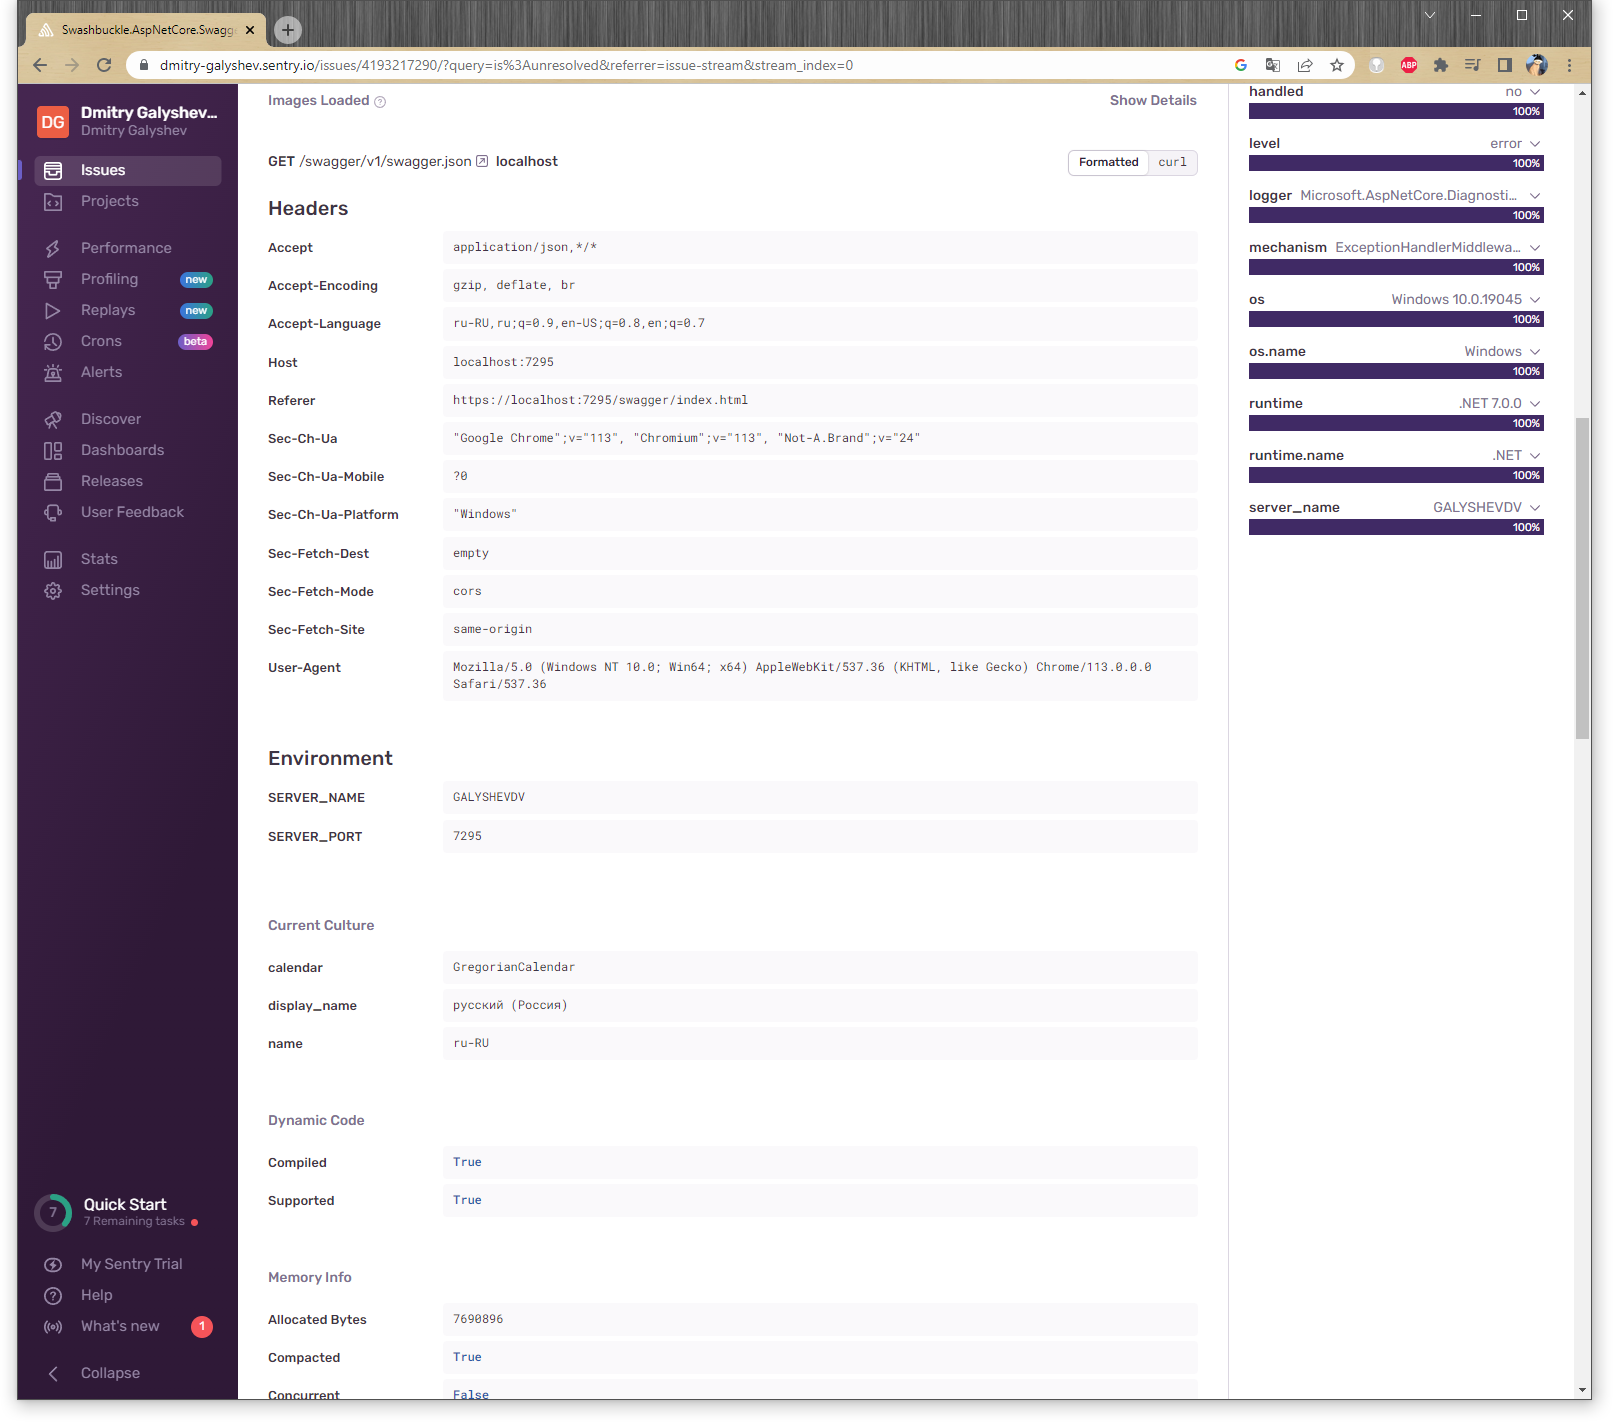 Swashbuckle.AspNetCore.Swagg
dmitry-galyshev.sentry.io/issues/4193217290/?query=is%3Aunresolved&referrer=issue-stream&stream_index=0
ABP
DG
Dmitry Galyshev...
Dmitry Galyshev
Issues
Projects
Performance
Profiling new
Replays new
Crons beta
Alerts
Discover
Dashboards
Releases
User Feedback
Stats
Settings
7
Quick Start
7 Remaining tasks
My Sentry Trial
Help
What's new 1
Collapse
Images Loaded ? Show Details
GET /swagger/v1/swagger.json localhost Formatted curl
Headers
Accept application/json,*/*
Accept-Encoding gzip, deflate, br
Accept-Language ru-RU,ru;q=0.9,en-US;q=0.8,en;q=0.7
Host localhost:7295
Referer https://localhost:7295/swagger/index.html
Sec-Ch-Ua "Google Chrome";v="113", "Chromium";v="113", "Not-A.Brand";v="24"
Sec-Ch-Ua-Mobile ?0
Sec-Ch-Ua-Platform "Windows"
Sec-Fetch-Dest empty
Sec-Fetch-Mode cors
Sec-Fetch-Site same-origin
User-Agent Mozilla/5.0 (Windows NT 10.0; Win64; x64) AppleWebKit/537.36 (KHTML, like Gecko) Chrome/113.0.0.0
Safari/537.36
Environment
SERVER_NAME GALYSHEVDV
SERVER_PORT 7295
Current Culture
calendar GregorianCalendar
display_name русский (Россия)
name ru-RU
Dynamic Code
Compiled True
Supported True
Memory Info
Allocated Bytes 7690896
Compacted True
Concurrent False
handled no
100%
level error
100%
logger Microsoft.AspNetCore.Diagnosti...
100%
mechanism ExceptionHandlerMiddlewa...
100%
os Windows 10.0.19045
100%
os.name Windows
100%
runtime .NET 7.0.0
100%
runtime.name .NET
100%
server_name GALYSHEVDV
100%